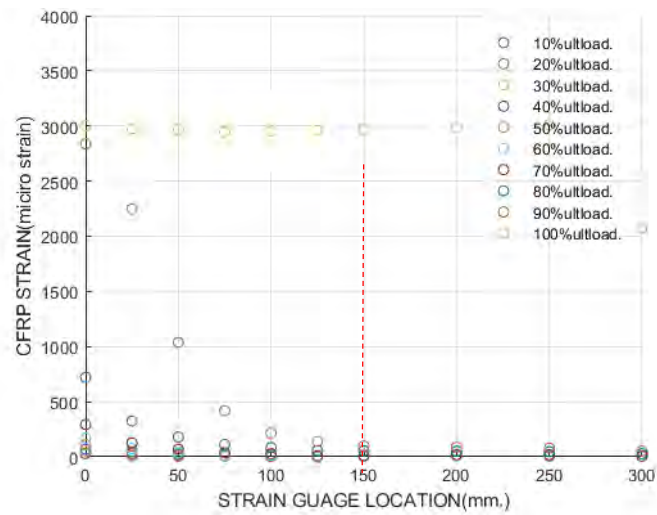 4000
3500
3000
2500
2000
1500
1000
500
0
CFRP STRAIN(miciro strain)
0 50 100 150 200 250 300
STRAIN GUAGE LOCATION(mm.)
10%ultload.
20%ultload.
30%ultload.
40%ultload.
50%ultload.
60%ultload.
70%ultload.
80%ultload.
90%ultload.
100%ultload.